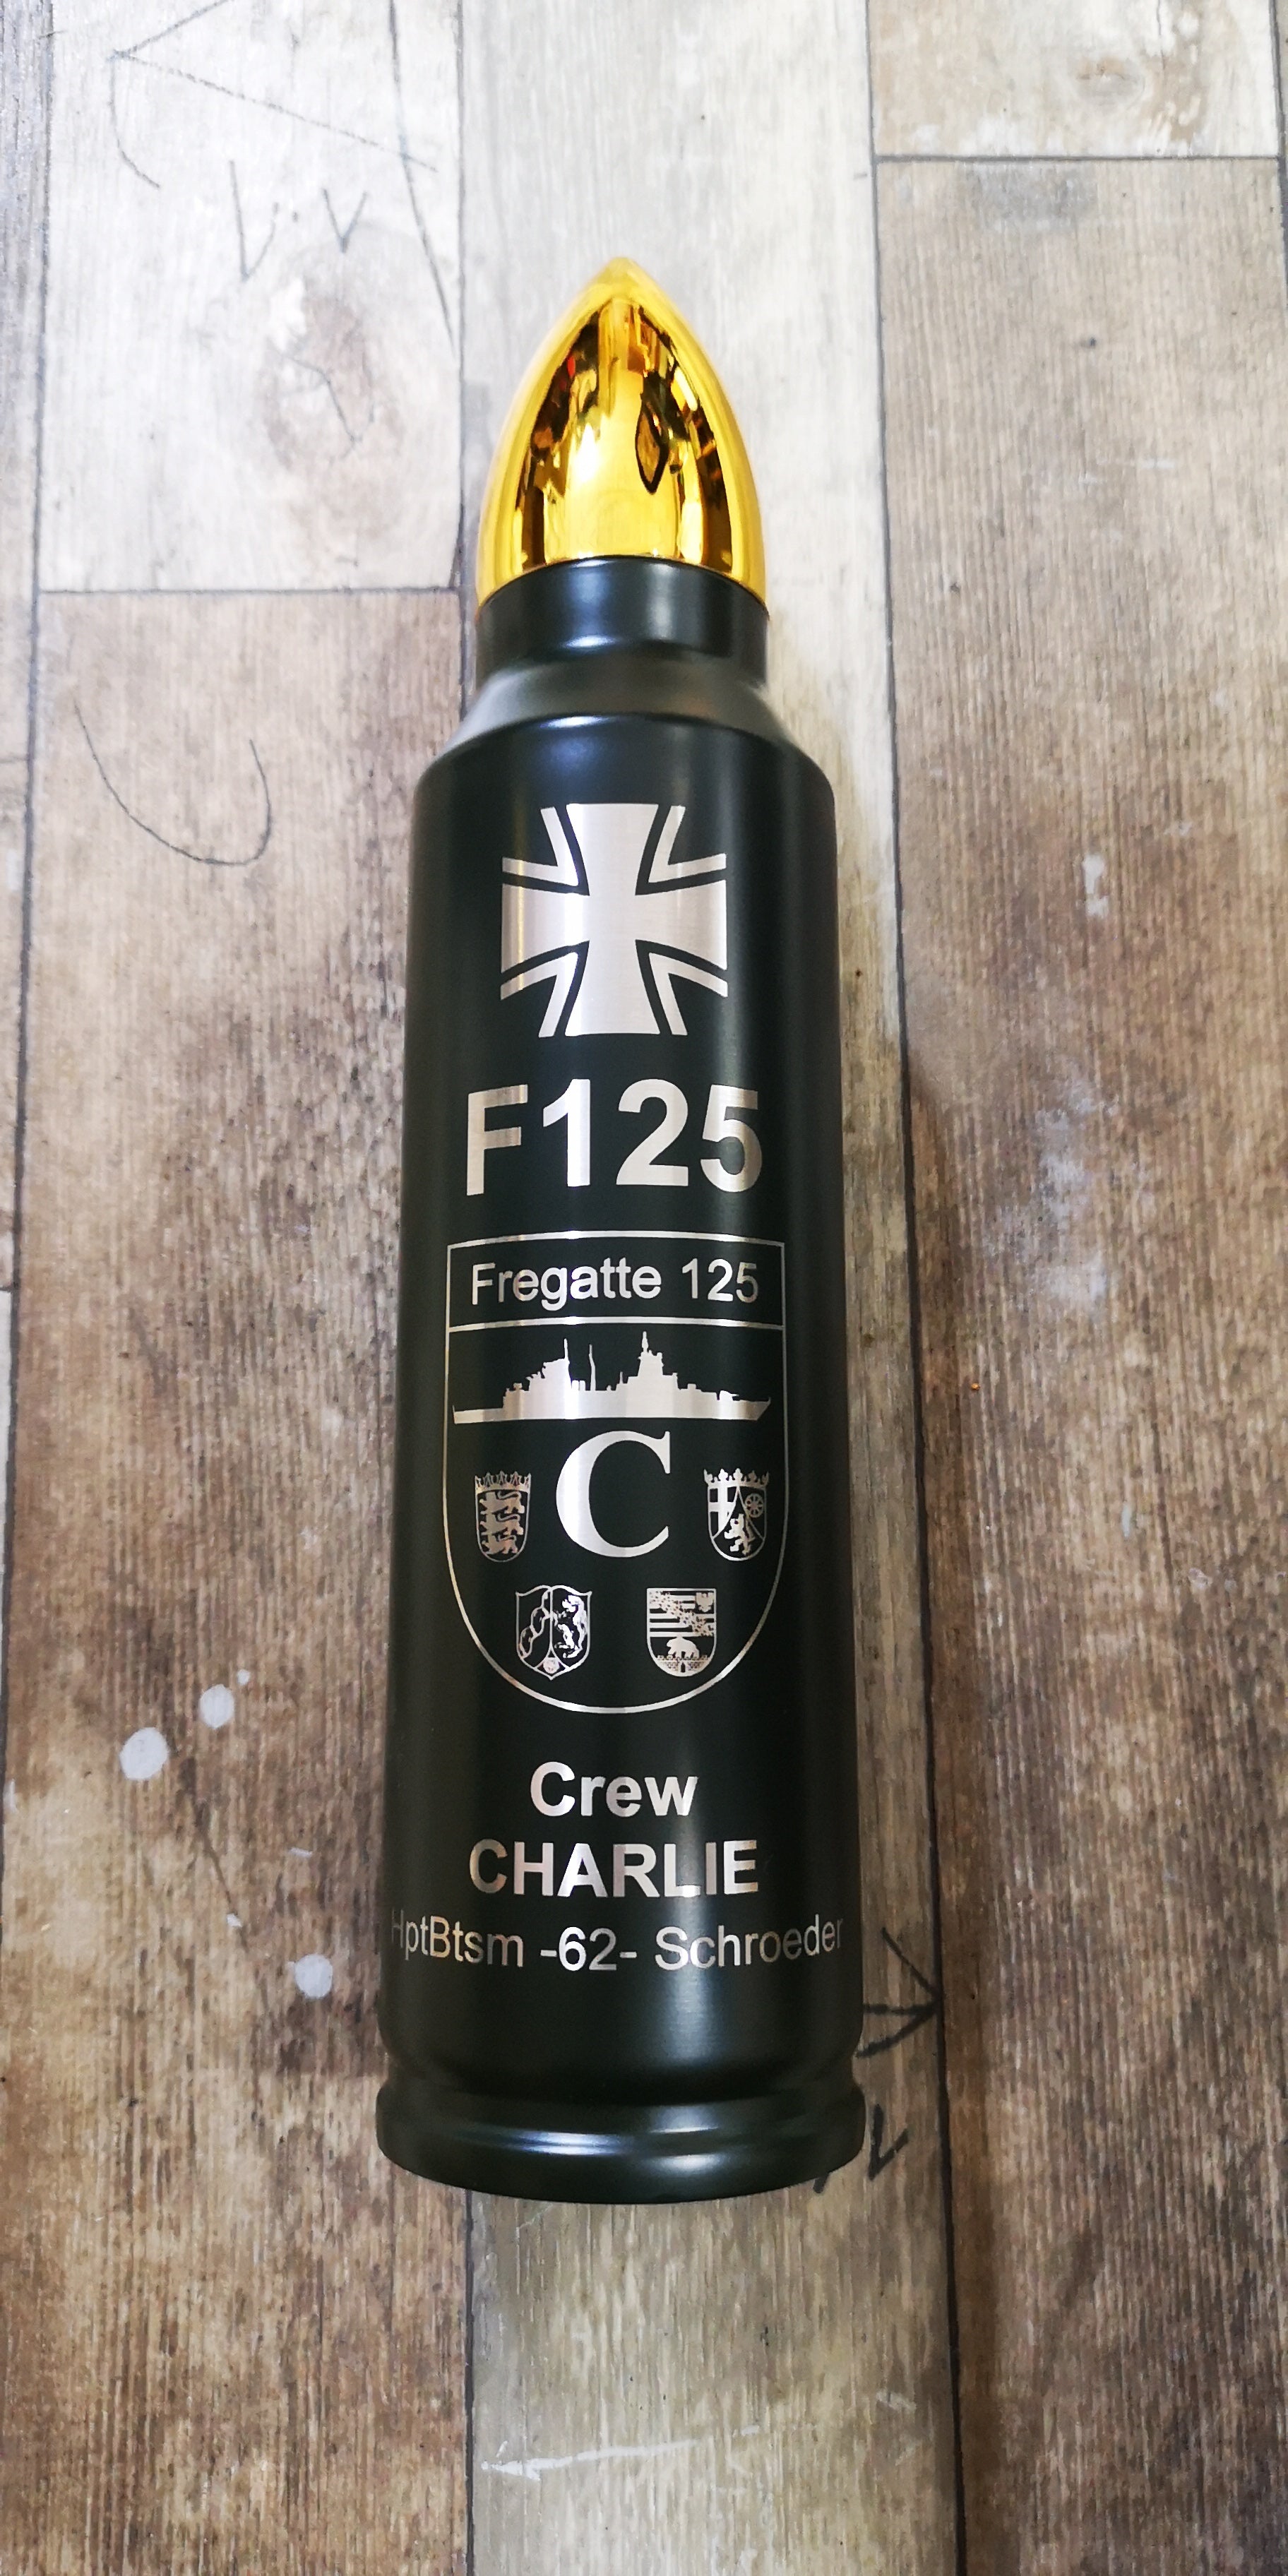 F125
Fregatte 125
C
Crew
CHARLIE
HptBtsm -62- Schroeder